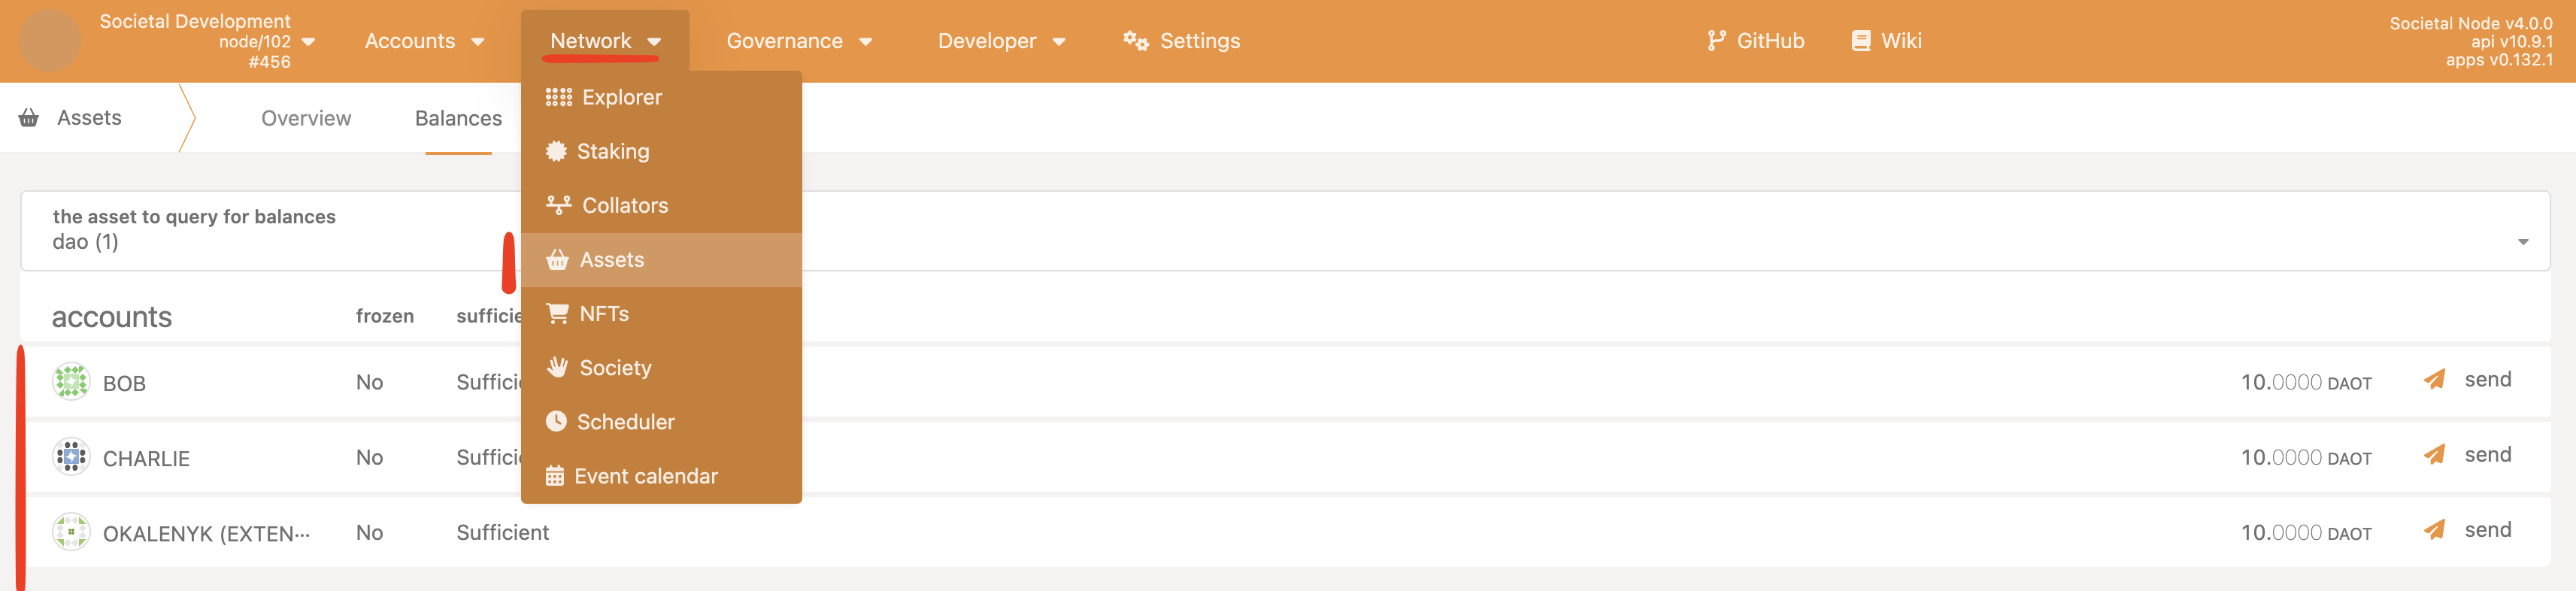 Societal Development
node/102
#456
Accounts
Network
Governance
Developer
Settings
GitHub
Wiki
Societal Node v4.0.0
api v10.9.1
apps v0.132.1
Assets
Overview
Balances
Explorer
Staking
Collators
Assets
NFTs
Society
Scheduler
Event calendar
the asset to query for balances
dao (1)
accounts frozen
BOB No 10.0000 DAOT send
CHARLIE No 10.0000 DAOT send
OKALENYK (EXTEN... No Sufficient 10.0000 DAOT send